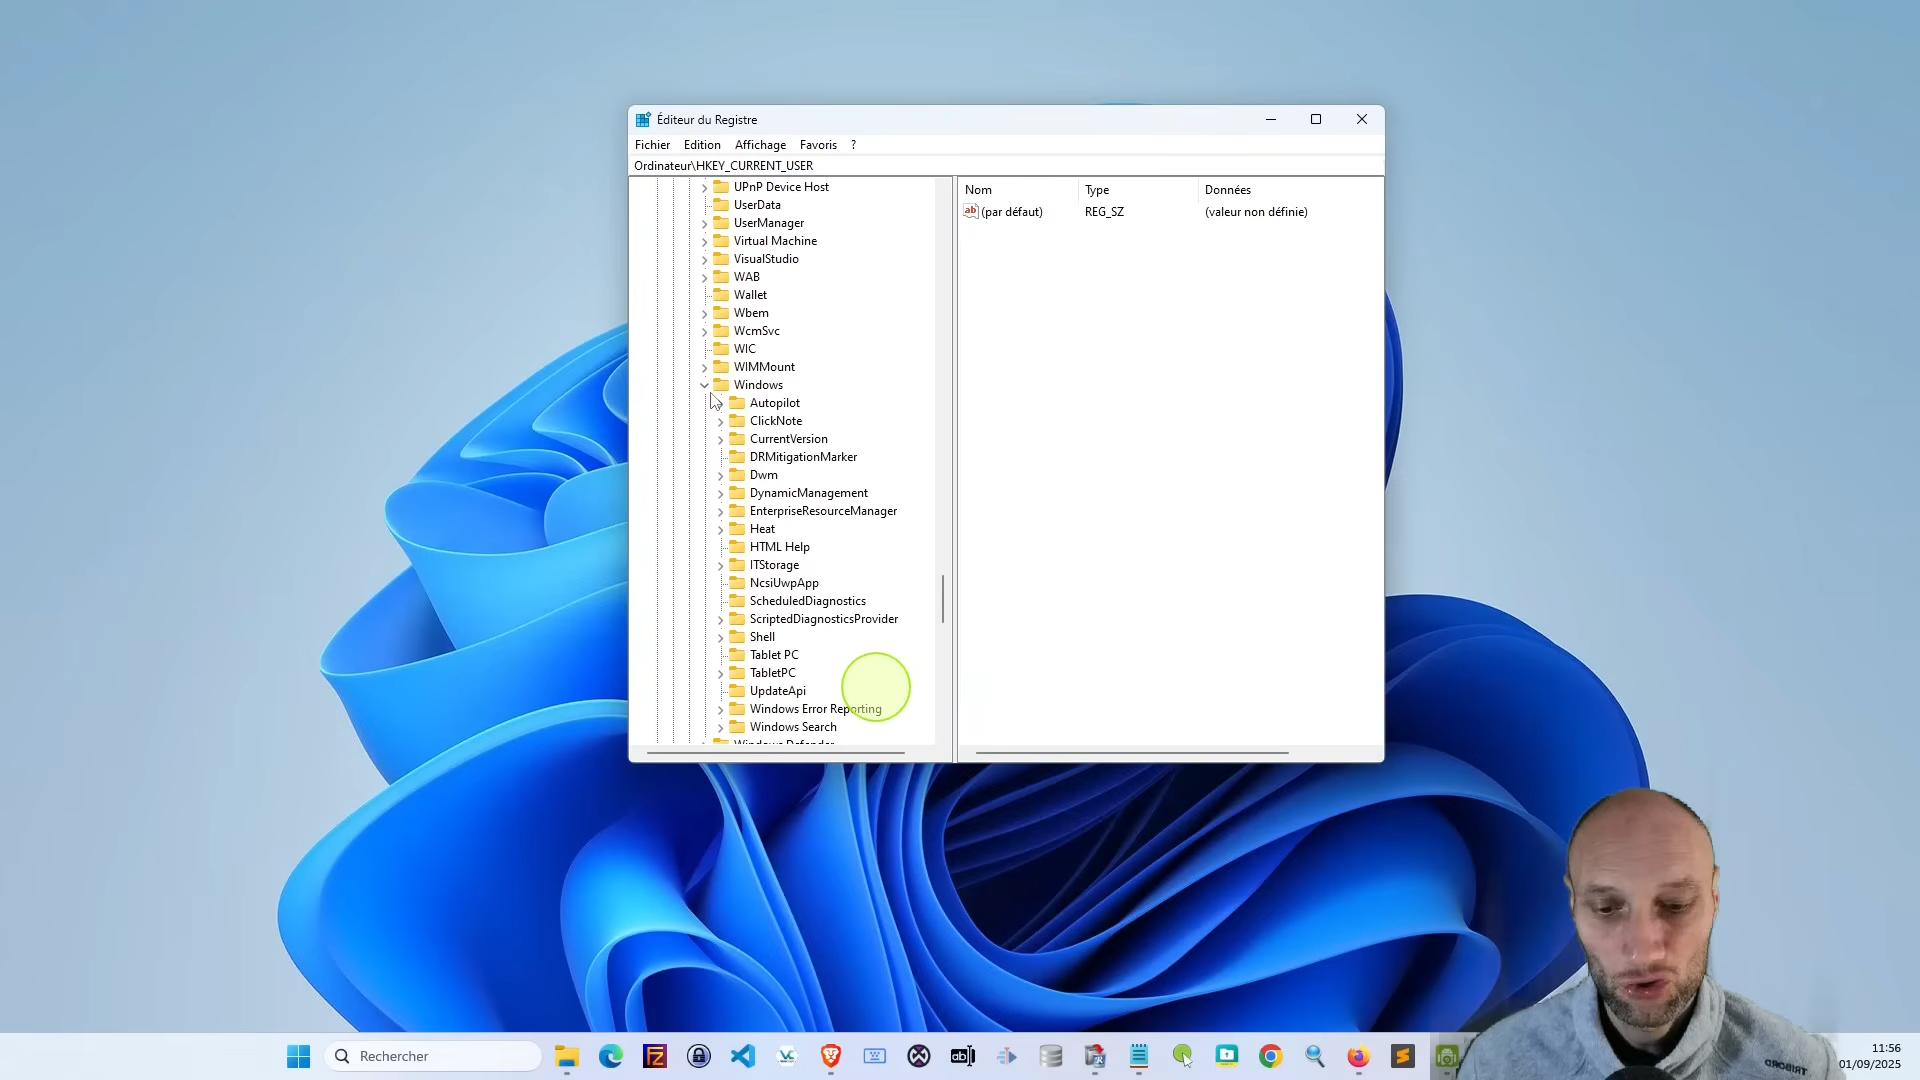 Éditeur du Registre
Fichier Edition Affichage Favoris ?
Ordinateur\HKEY_CURRENT_USER
Nom Type Données
(par défaut) REG_SZ (valeur non définie)
UPnP Device Host
UserData
UserManager
Virtual Machine
VisualStudio
WAB
Wallet
Wbem
WcmSvc
WIC
WIMMount
Windows
Autopilot
ClickNote
CurrentVersion
DRMitigationMarker
Dwm
DynamicManagement
EnterpriseResourceManager
Heat
HTML Help
ITStorage
NcsiUwpApp
ScheduledDiagnostics
ScriptedDiagnosticsProvider
Shell
Tablet PC
TabletPC
UpdateApi
Windows Error Reporting
Windows Search
Windows Defender
Rechercher
11:56
01/09/2025